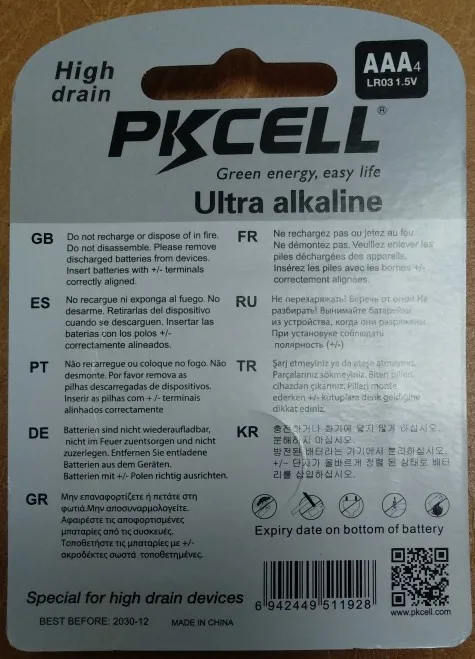 High
drain
AAA4
LR03 1.5V
PKCELL®
Green energy, easy life
Ultra alkaline
GB
Do not recharge or dispose of in fire.
Do not disassemble. Please remove
discharged batteries from devices.
Insert batteries with +/- terminals
correctly aligned.
FR
Ne rechargez pas ou jetez au feu.
Ne démontez pas. Veuillez enlever les
piles déchargées des appareils.
Insérez les piles avec les bornes +/-
correctement alignées.
ES
No recargue ni exponga al fuego. No
desarme. Retirarlas del dispositivo
cuando se descarguen. Insertar las
baterías con los polos +/-
correctamente alineados.
RU
Не перезаряжать! Беречь от огня! Не
разбирать! Вынимайте батарейки
из устройства, когда они разряжены.
При установке соблюдать
полярность (+/-)
PT
Não re arregue ou coloque no fogo. Não
desmonte. Por favor remova as
pilhas descarregadas de dispositivos.
Inserir as pilhas com + /- terminais
alinhados correctamente
TR
Şarj etmeyiniz ya da ateşe atmayınız.
Parçalarınız sökmeyiniz. Biten pilleri
cihazdan çıkarınız. Pilleri monte
ederken +/- kutuplara denk geldiğine
dikkat ediniz.
DE
Batterien sind nicht wiederaufladbar,
nicht im Feuer zuentsorgen und nicht
zuzerlegen. Entfernen Sie entladene
Batterien aus dem Geräten.
Batterien mit +/- Polen richtig ausrichten.
KR
충전하거나 화기에 닿지 않게 하십시오.
분해하지 마십시오.
방전된 배터리는 기기에서 분리하십시오.
+/- 단자가 올바르게 정렬 된 상태로 배터
리를 삽입하십시오.
GR
Μην επαναφορτίζετε ή πετάτε στη
φωτιά.Μην αποσυναρμολογείτε.
Αφαιρέστε τις αποφορτισμένες
μπαταρίες από τις συσκευές.
Τοποθετήστε τις μπαταρίες με +/-
ακροδέκτες σωστά τοποθετημένες.
Expiry date on bottom of battery
Special for high drain devices
BEST BEFORE: 2030-12
MADE IN CHINA
6 942449 511928
www.pkcell.com